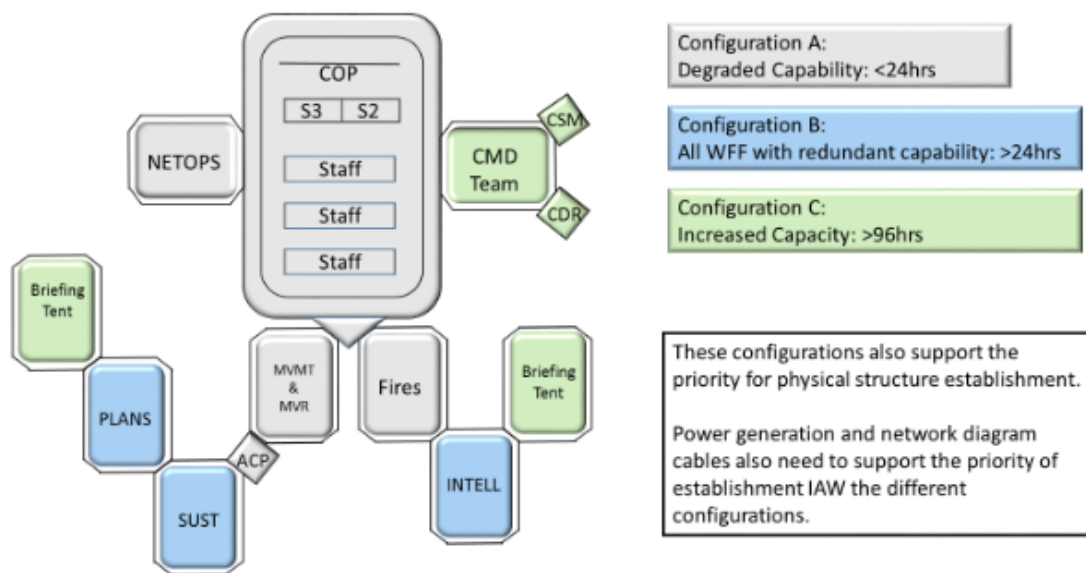 COP
S3 S2
Staff
Staff
Staff
NETOPS
CMD
Team
CSM
CDR
Briefing
Tent
PLANS
SUST
ACP
MVMT
&
MVR
Fires
INTELL
Briefing
Tent
Configuration A:
Degraded Capability: <24hrs
Configuration B:
All WFF with redundant capability: >24hrs
Configuration C:
Increased Capacity: >96hrs
These configurations also support the
priority for physical structure establishment.
Power generation and network diagram
cables also need to support the priority of
establishment IAW the different
configurations.